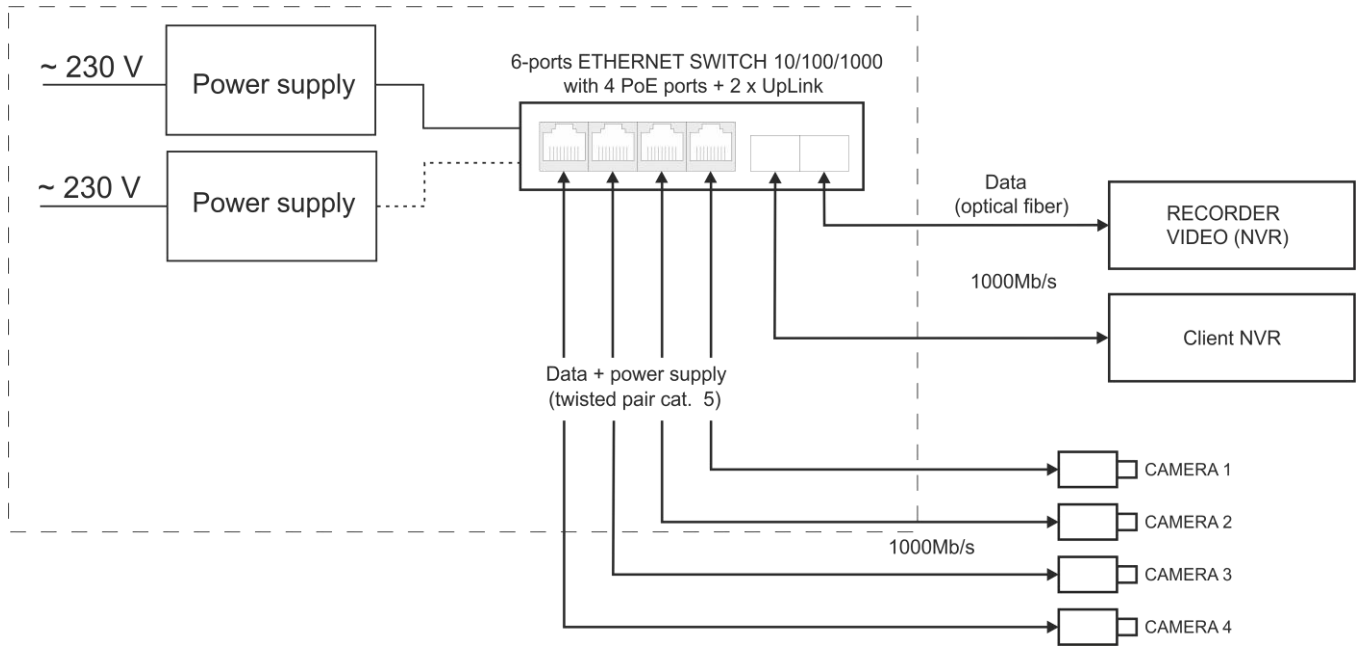 ~ 230 V
Power supply
~ 230 V
Power supply
6-ports ETHERNET SWITCH 10/100/1000
with 4 PoE ports + 2 x UpLink
Data
(optical fiber)
RECORDER
VIDEO (NVR)
1000Mb/s
Client NVR
Data + power supply
(twisted pair cat. 5)
CAMERA 1
CAMERA 2
1000Mb/s
CAMERA 3
CAMERA 4